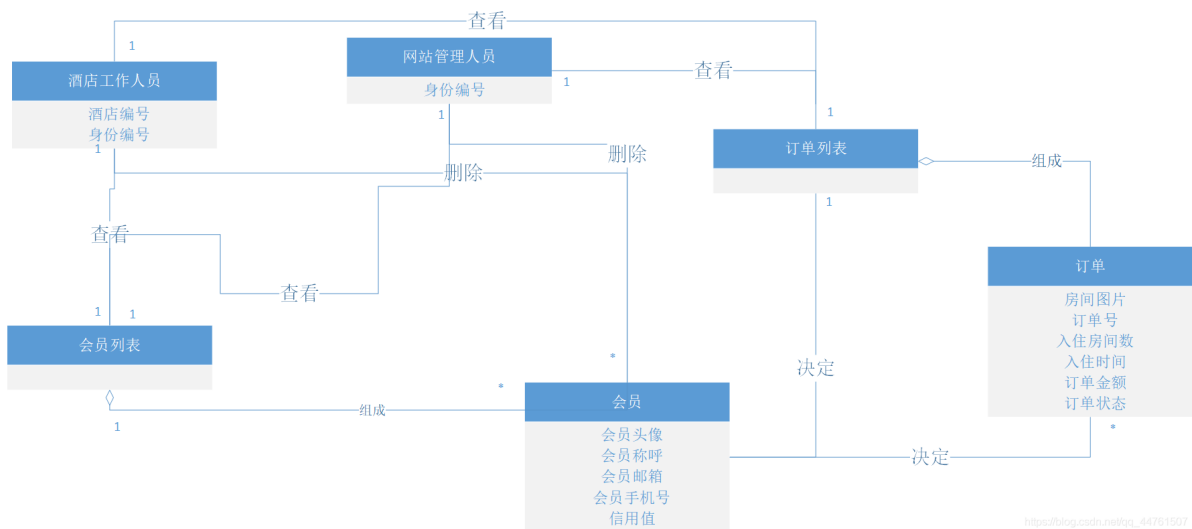 查看
1
酒店工作人员
酒店编号
身份编号
1
网站管理人员
身份编号
1
1
查看
1
订单列表
1
组成
删除
删除
查看
查看
1
1
会员列表
1
组成
*
*
会员
会员头像
会员称呼
会员邮箱
会员手机号
信用值
决定
决定
订单
房间图片
订单号
入住房间数
入住时间
订单金额
订单状态
*
https://blog.csdn.net/qq_44761507